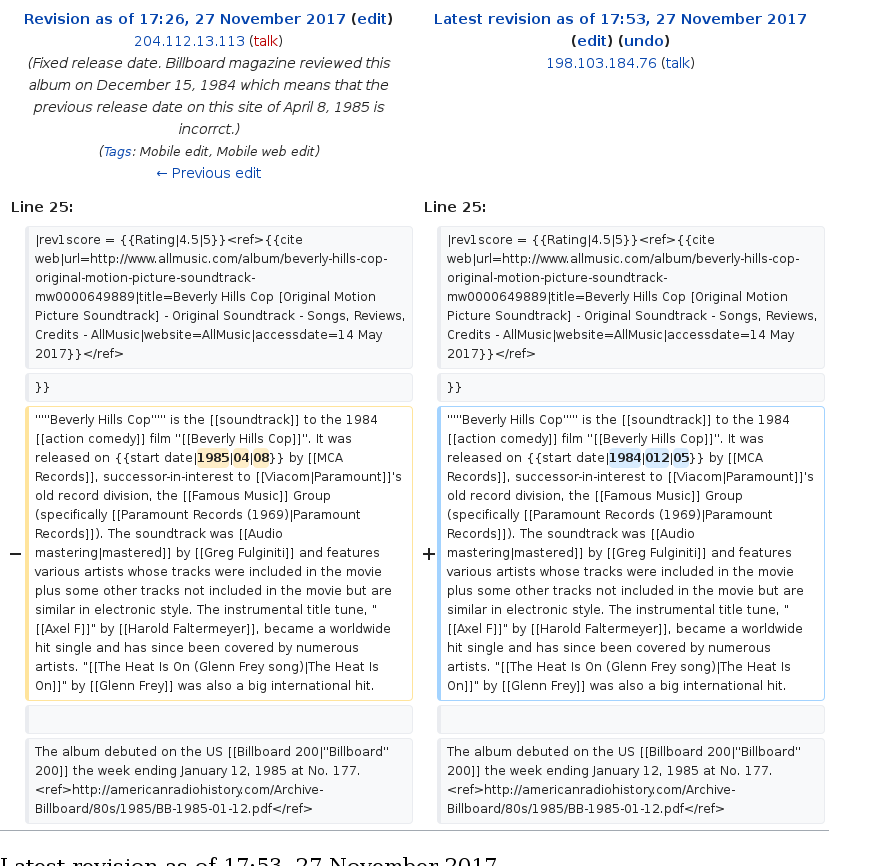 Revision as of 17:26, 27 November 2017 (edit)
204.112.13.113 (talk)
(Fixed release date. Billboard magazine reviewed this
album on December 15, 1984 which means that the
previous release date on this site of April 8, 1985 is
incorrct.)
(Tags: Mobile edit, Mobile web edit)
← Previous edit
Latest revision as of 17:53, 27 November 2017
(edit) (undo)
198.103.184.76 (talk)
Line 25:
Line 25:
|rev1score = {{Rating|4.5|5}}<ref>{{cite
web|url=http://www.allmusic.com/album/beverly-hills-cop-
original-motion-picture-soundtrack-
mw0000649889|title=Beverly Hills Cop [Original Motion
Picture Soundtrack] - Original Soundtrack - Songs, Reviews,
Credits - AllMusic|website=AllMusic|accessdate=14 May
2017}}</ref>
|rev1score = {{Rating|4.5|5}}<ref>{{cite
web|url=http://www.allmusic.com/album/beverly-hills-cop-
original-motion-picture-soundtrack-
mw0000649889|title=Beverly Hills Cop [Original Motion
Picture Soundtrack] - Original Soundtrack - Songs, Reviews,
Credits - AllMusic|website=AllMusic|accessdate=14 May
2017}}</ref>
}}
}}
−
'''''Beverly Hills Cop''''' is the [[soundtrack]] to the 1984
[[action comedy]] film ''[[Beverly Hills Cop]]''. It was
released on {{start date|1985|04|08}} by [[MCA
Records]], successor-in-interest to [[Viacom|Paramount]]'s
old record division, the [[Famous Music]] Group
(specifically [[Paramount Records (1969)|Paramount
Records]]). The soundtrack was [[Audio
mastering|mastered]] by [[Greg Fulginiti]] and features
various artists whose tracks were included in the movie
plus some other tracks not included in the movie but are
similar in electronic style. The instrumental title tune, "
[[Axel F]]" by [[Harold Faltermeyer]], became a worldwide
hit single and has since been covered by numerous
artists. "[[The Heat Is On (Glenn Frey song)|The Heat Is
On]]" by [[Glenn Frey]] was also a big international hit.
+
'''''Beverly Hills Cop''''' is the [[soundtrack]] to the 1984
[[action comedy]] film ''[[Beverly Hills Cop]]''. It was
released on {{start date|1984|012|05}} by [[MCA
Records]], successor-in-interest to [[Viacom|Paramount]]'s
old record division, the [[Famous Music]] Group
(specifically [[Paramount Records (1969)|Paramount
Records]]). The soundtrack was [[Audio
mastering|mastered]] by [[Greg Fulginiti]] and features
various artists whose tracks were included in the movie
plus some other tracks not included in the movie but are
similar in electronic style. The instrumental title tune, "
[[Axel F]]" by [[Harold Faltermeyer]], became a worldwide
hit single and has since been covered by numerous
artists. "[[The Heat Is On (Glenn Frey song)|The Heat Is
On]]" by [[Glenn Frey]] was also a big international hit.
The album debuted on the US [[Billboard 200|''Billboard''
200]] the week ending January 12, 1985 at No. 177.
<ref>http://americanradiohistory.com/Archive-
Billboard/80s/1985/BB-1985-01-12.pdf</ref>
The album debuted on the US [[Billboard 200|''Billboard''
200]] the week ending January 12, 1985 at No. 177.
<ref>http://americanradiohistory.com/Archive-
Billboard/80s/1985/BB-1985-01-12.pdf</ref>
Latest revision as of 17:53, 27 November 2017